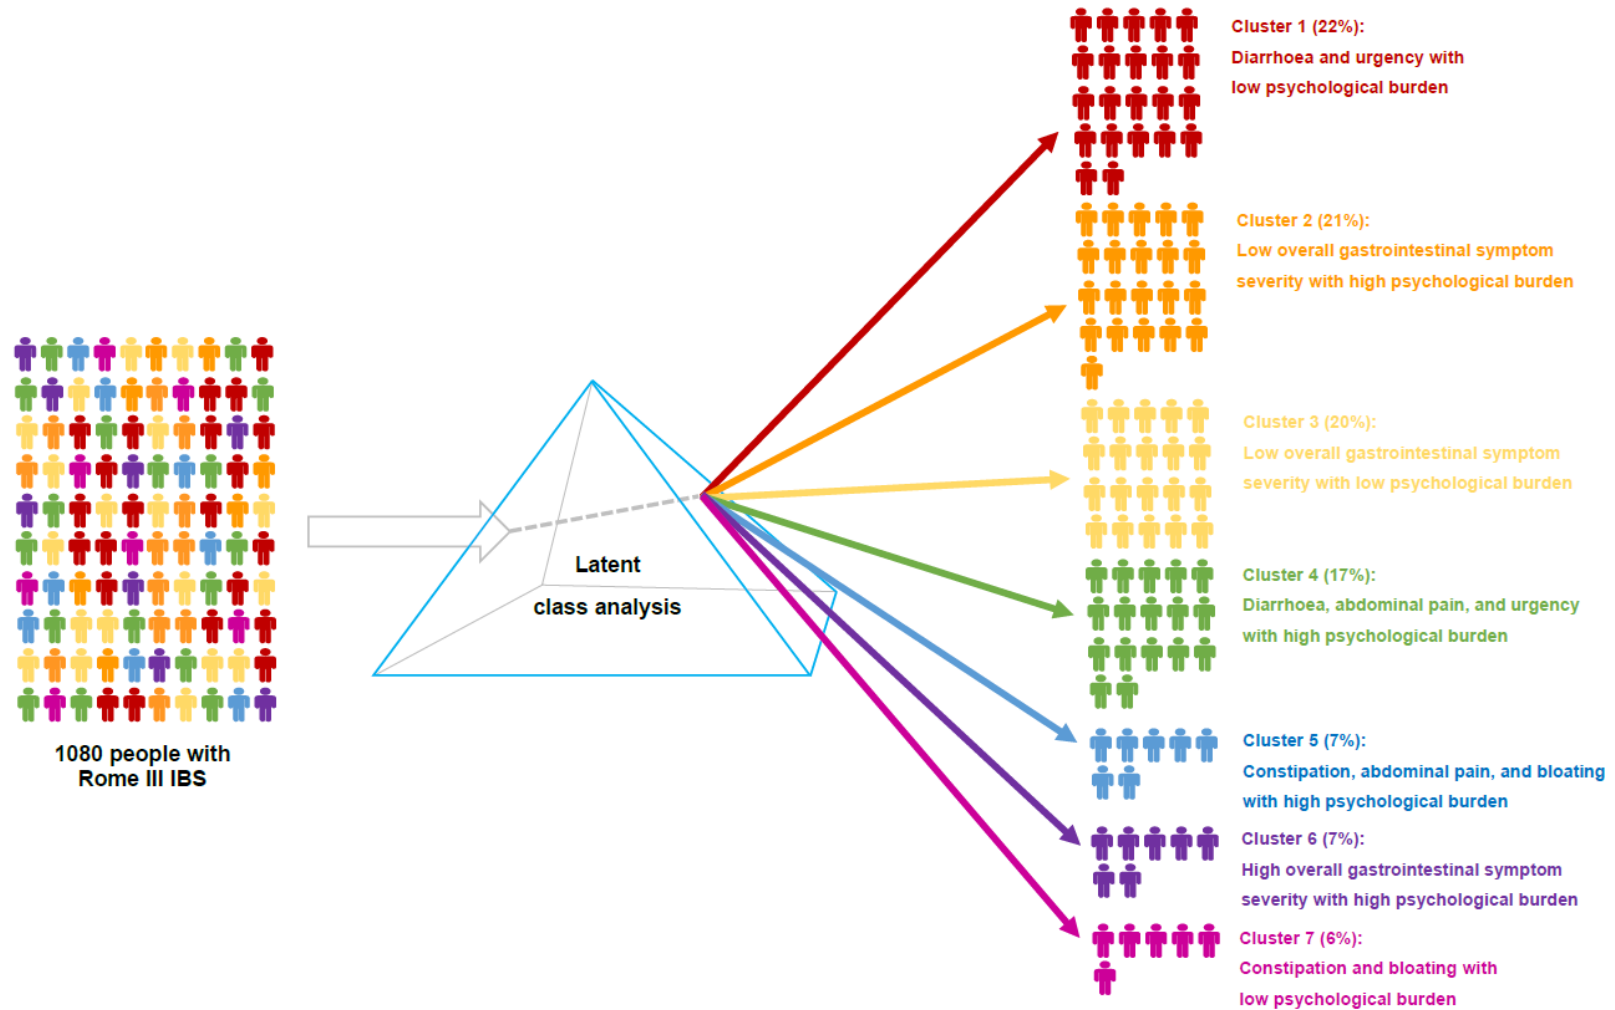 1080 people with
Rome III IBS
Latent
class analysis
Cluster 1 (22%):
Diarrhoea and urgency with
low psychological burden
Cluster 2 (21%):
Low overall gastrointestinal symptom
severity with high psychological burden
Cluster 3 (20%):
Low overall gastrointestinal symptom
severity with low psychological burden
Cluster 4 (17%):
Diarrhoea, abdominal pain, and urgency
with high psychological burden
Cluster 5 (7%):
Constipation, abdominal pain, and bloating
with high psychological burden
Cluster 6 (7%):
High overall gastrointestinal symptom
severity with high psychological burden
Cluster 7 (6%):
Constipation and bloating with
low psychological burden